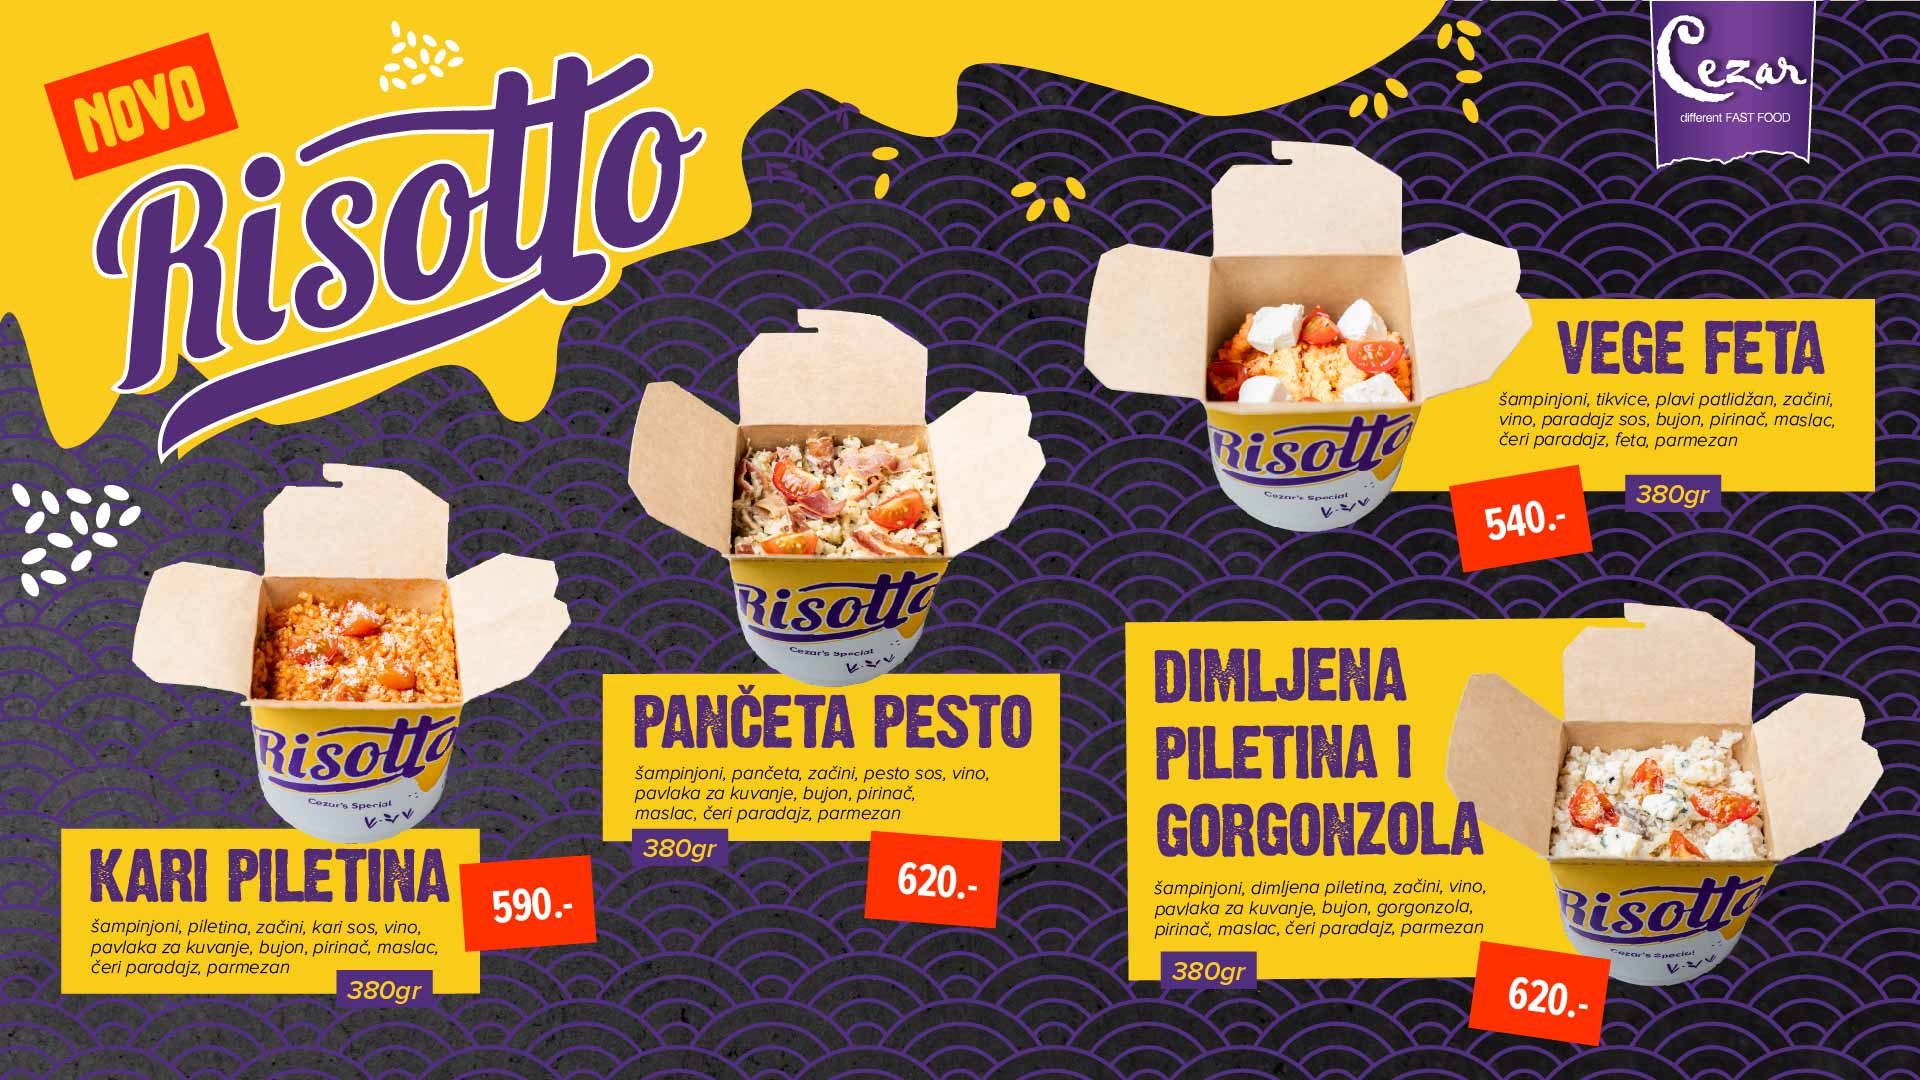 NOVO
Risotto
Cezar
different FAST FOOD
VEGE FETA
šampinjoni, tikvice, plavi patlidžan, začini,
vino, paradajz sos, bujon, pirinač, maslac,
čeri paradajz, feta, parmezan
380gr
540.-
Risotto
Cezar's Special
PANČETA PESTO
šampinjoni, pančeta, začini, pesto sos, vino,
pavlaka za kuvanje, bujon, pirinač,
maslac, čeri paradajz, parmezan
380gr
620.-
Risotto
Cezar's Special
KARI PILETINA
šampinjoni, piletina, začini, kari sos, vino,
pavlaka za kuvanje, bujon, pirinač, maslac,
čeri paradajz, parmezan
380gr
590.-
Risotto
Cezar's Special
DIMLJENA
PILETINA I
GORGONZOLA
šampinjoni, dimljena piletina, začini, vino,
pavlaka za kuvanje, bujon, gorgonzola,
pirinač, maslac, čeri paradajz, parmezan
380gr
620.-
Risotto
Cezar's Special